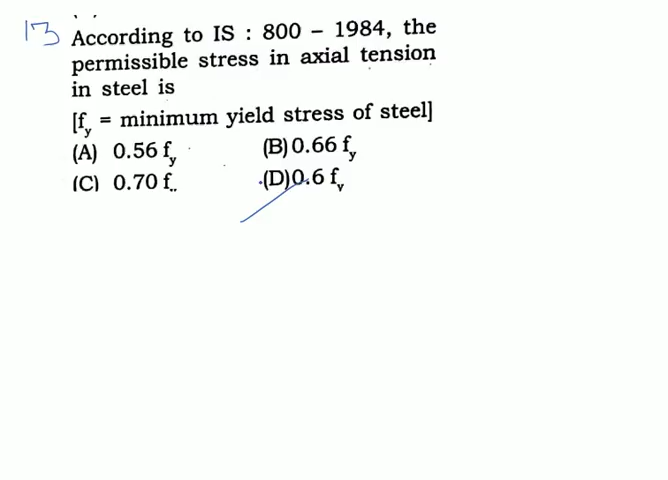 13 According to IS : 800 – 1984, the
permissible stress in axial tension
in steel is
[fy = minimum yield stress of steel]
(A) 0.56 fy (B) 0.66 fy
(C) 0.70 f.. (D) 0.6 fy